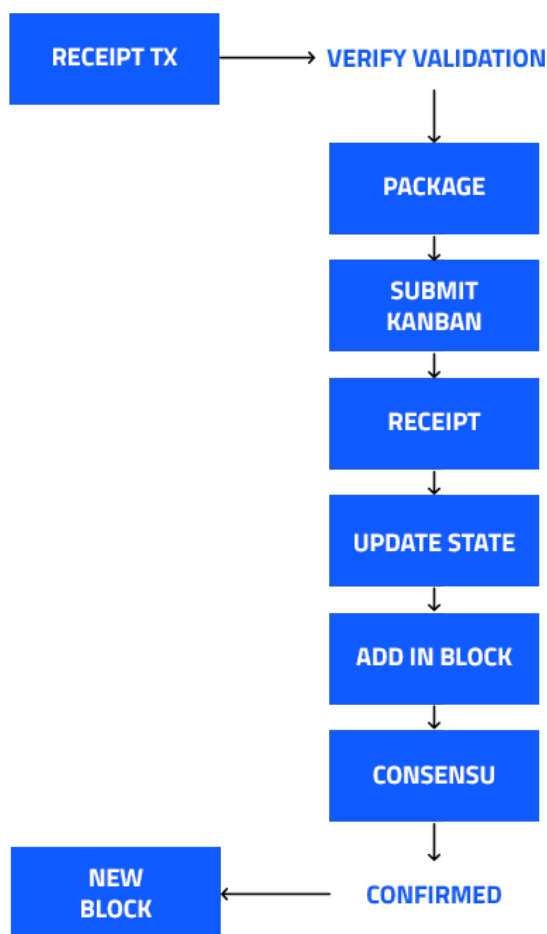 RECEIPT TX
VERIFY VALIDATION
PACKAGE
SUBMIT
KANBAN
RECEIPT
UPDATE STATE
ADD IN BLOCK
CONSENSU
CONFIRMED
NEW
BLOCK